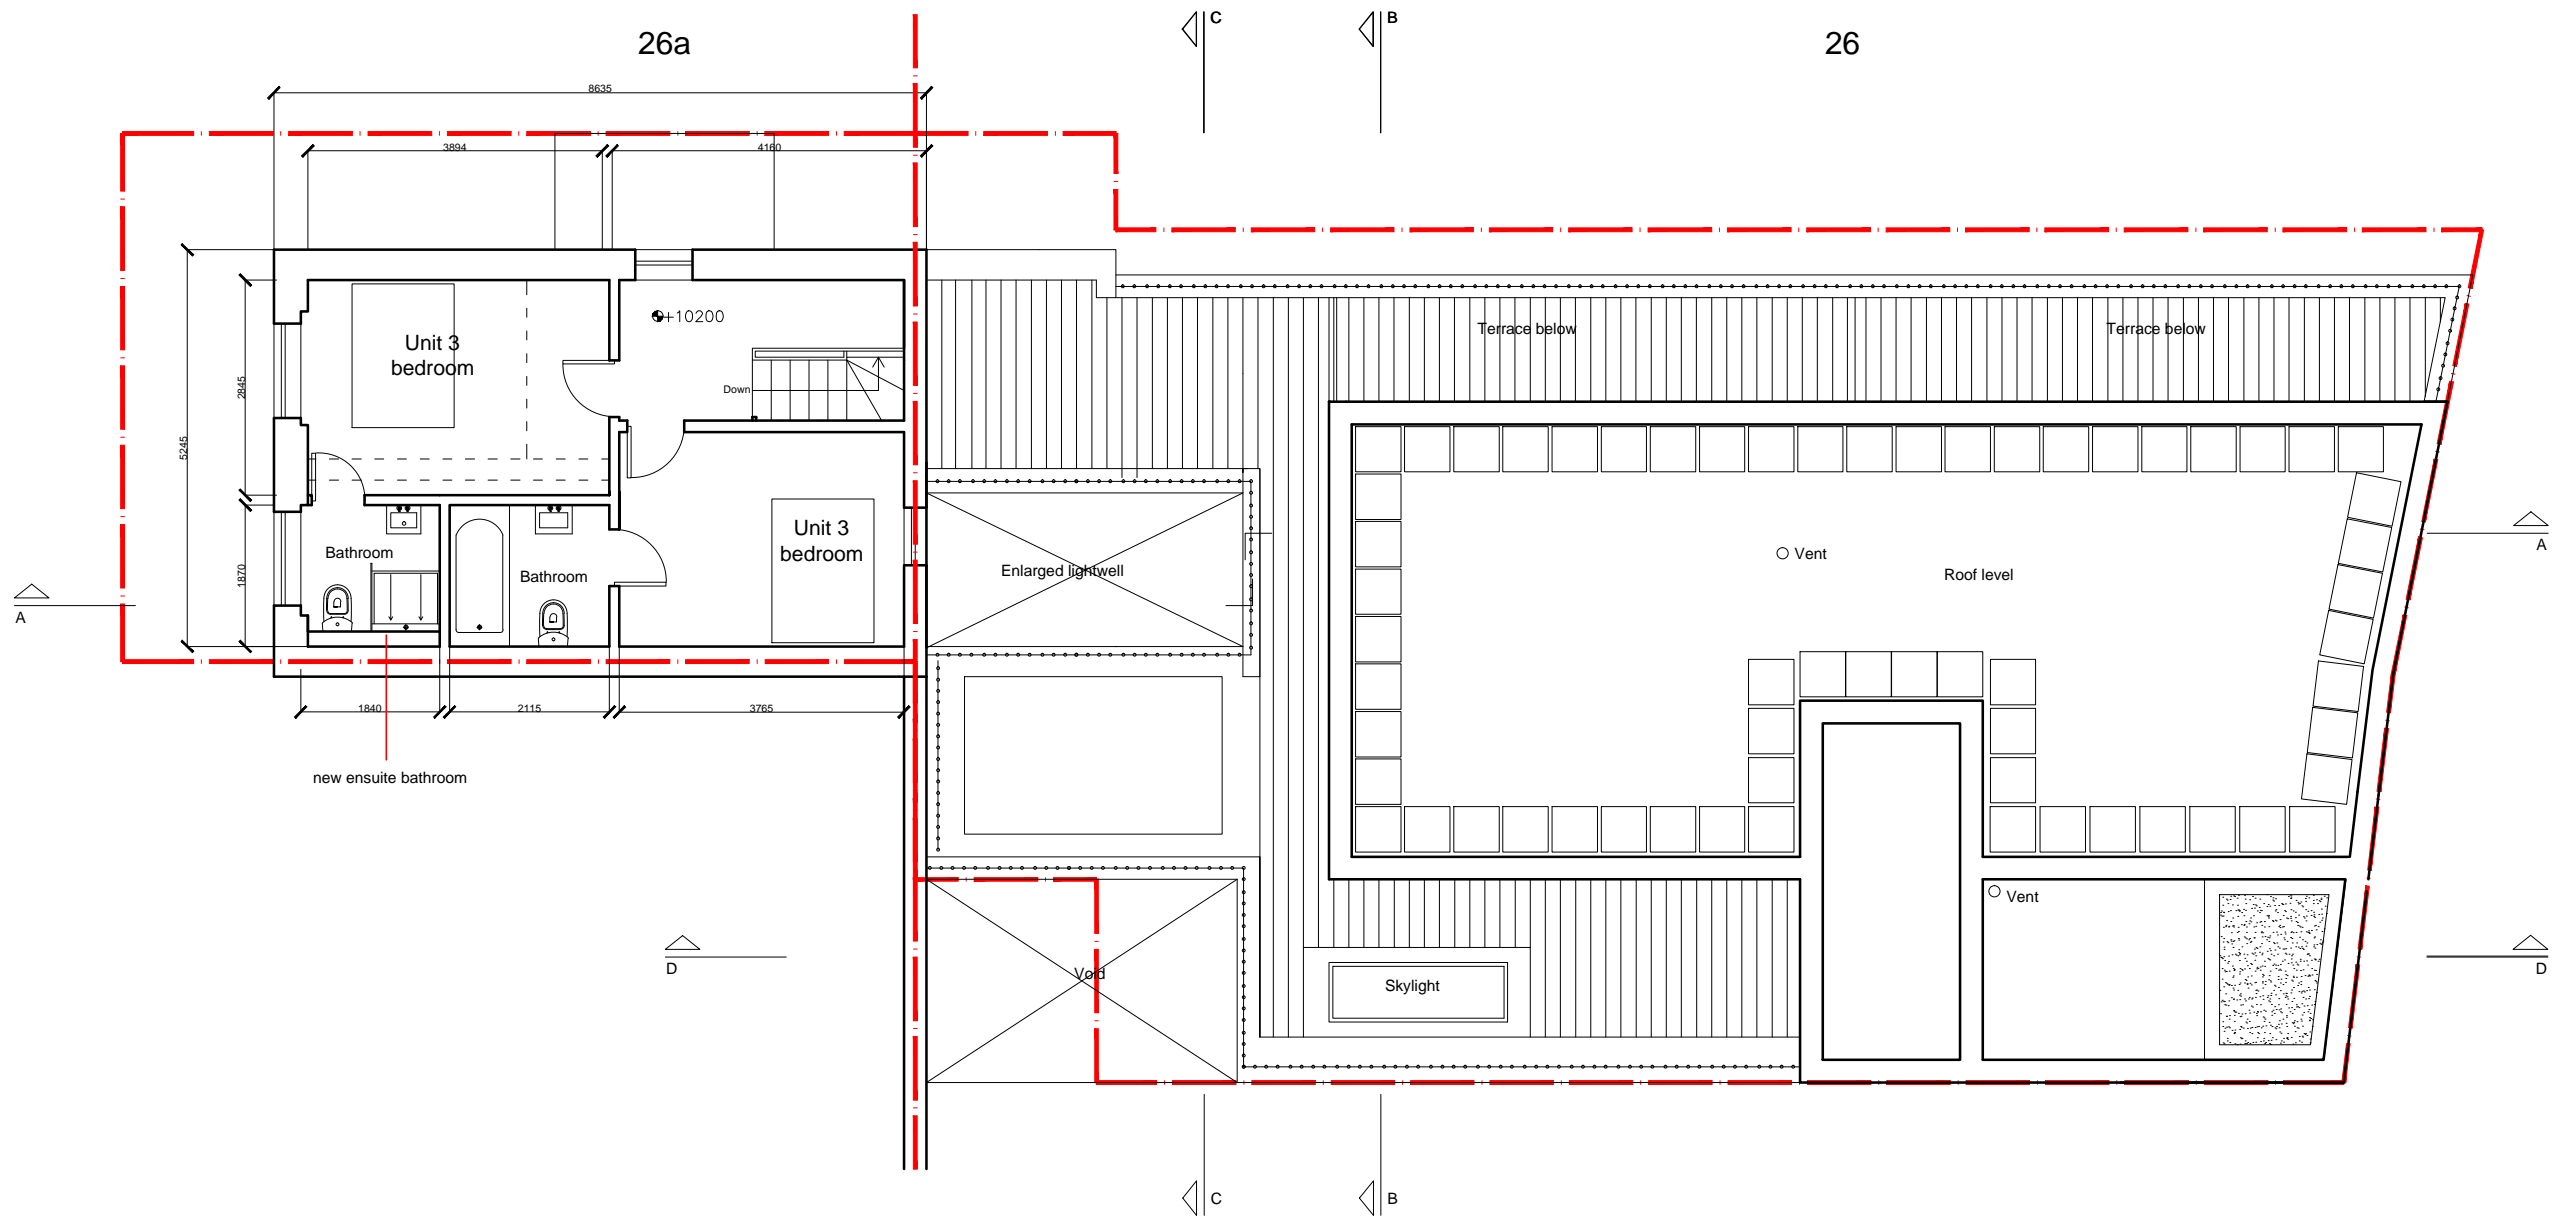 26a
C
B
26
8635
3894
4160
+10200
Terrace below
Terrace below
Unit 3
bedroom
Down
2845
5245
Unit 3
bedroom
Vent
Bathroom
Enlarged lightwell
Roof level
Bathroom
1870
A
A
1840
2115
3765
new ensuite bathroom
Vent
D
Void
Skylight
D
C
B